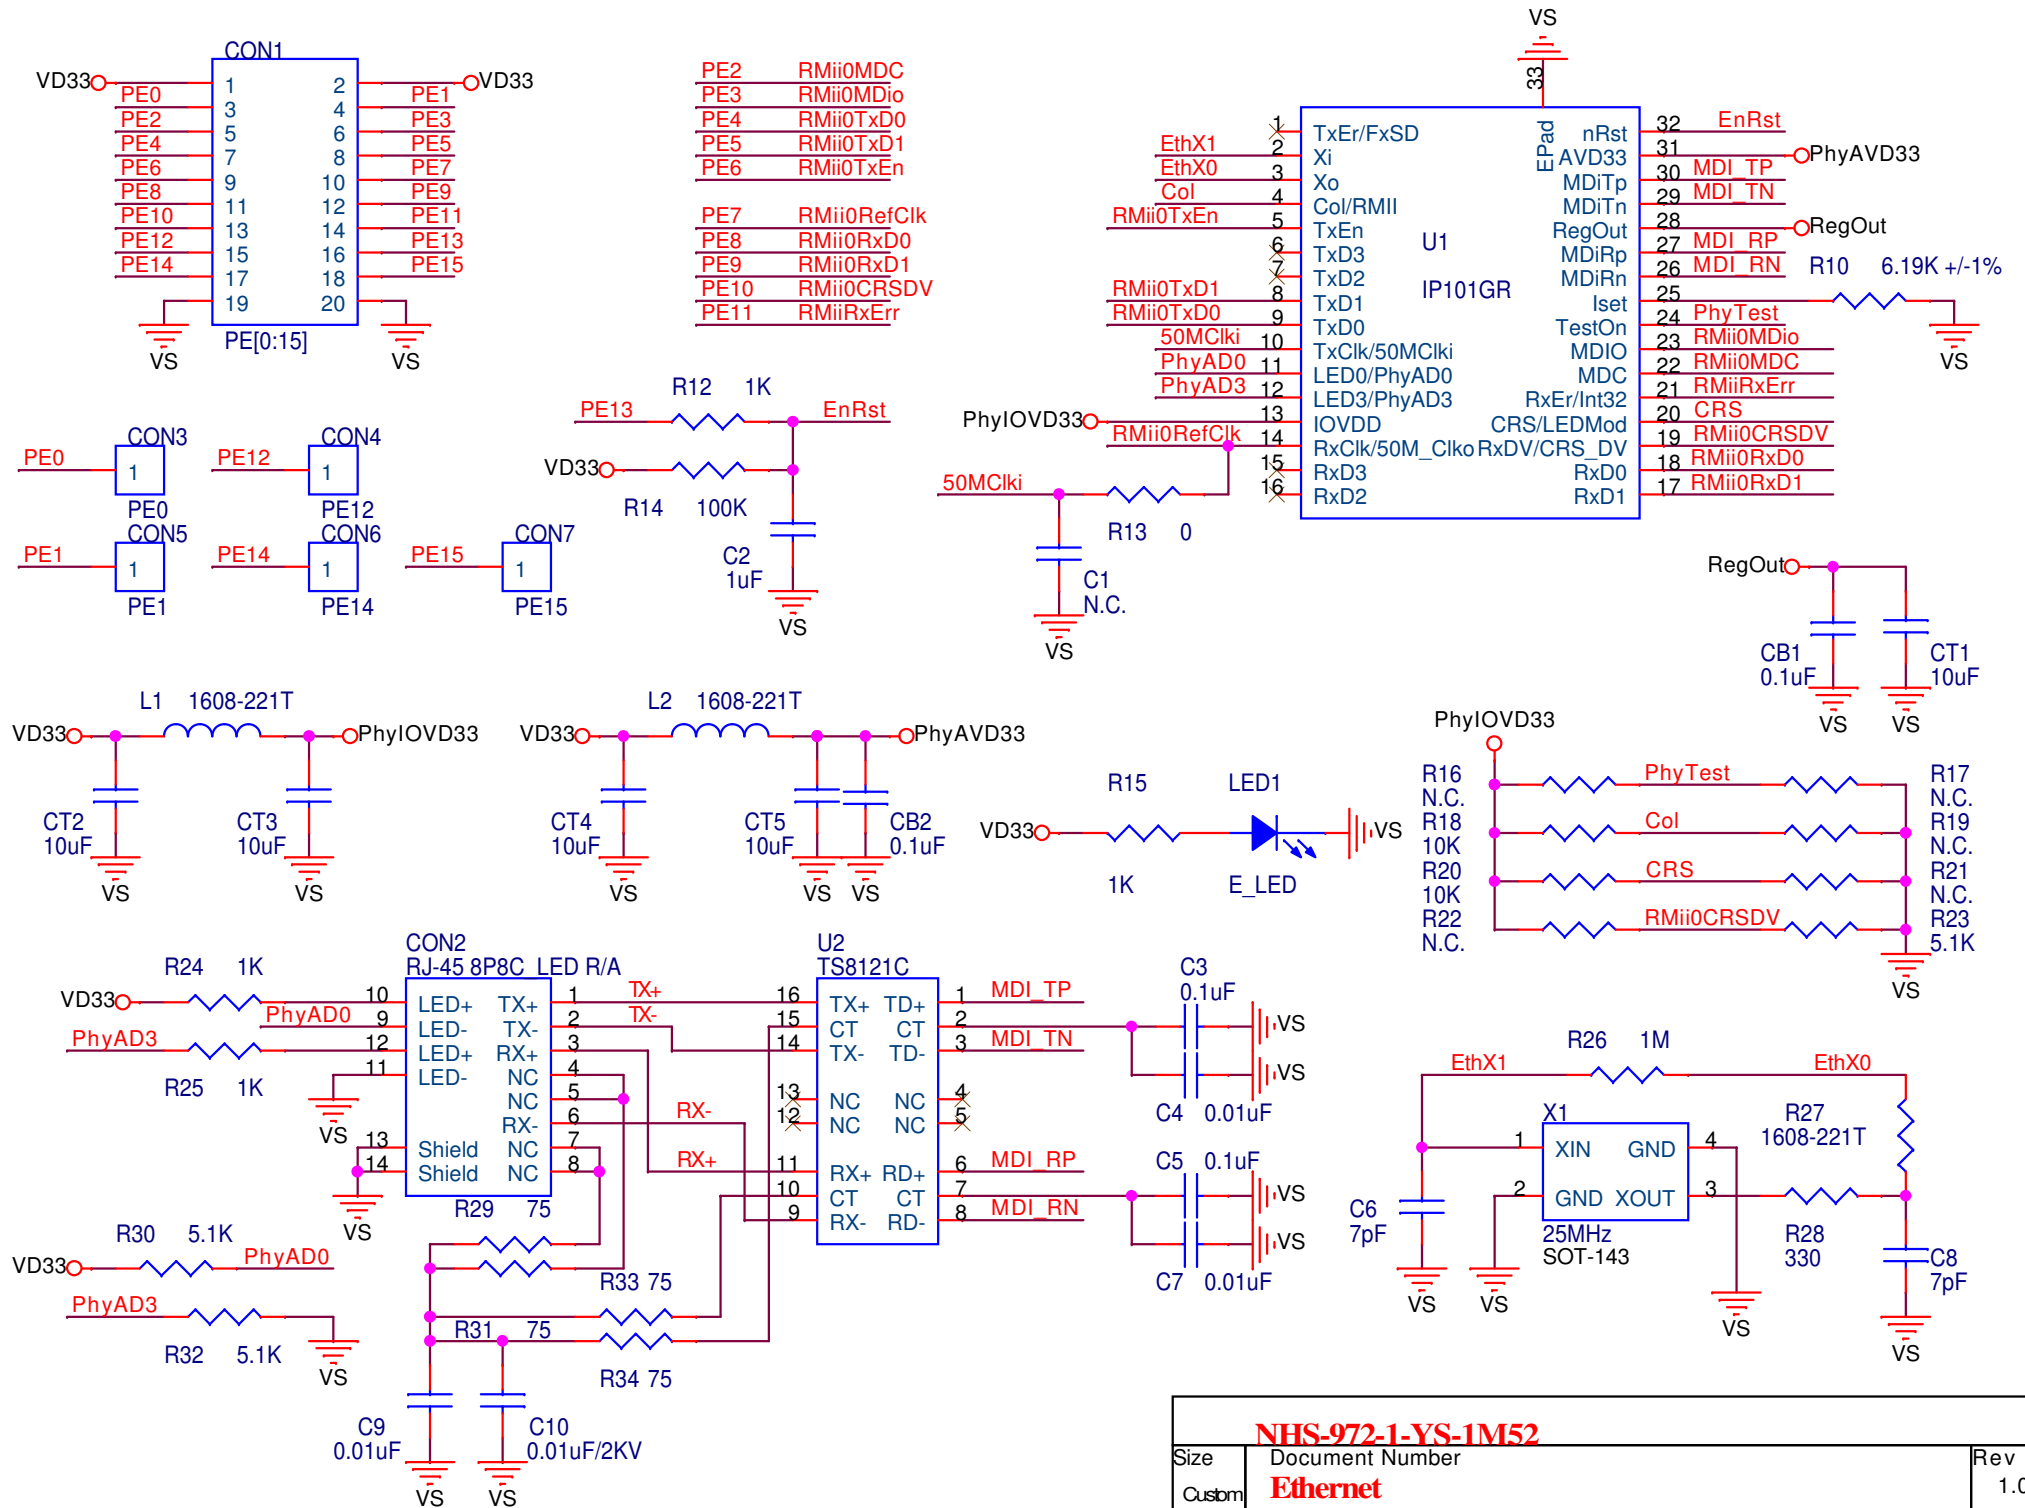 CON1
VD33
1
2
VD33
PE0
3
4
PE1
PE2
5
6
PE3
PE4
7
8
PE5
PE6
9
10
PE7
PE8
11
12
PE9
PE10
13
14
PE11
PE12
15
16
PE13
PE14
17
18
PE15
19
20
VS
PE[0:15]
VS
PE2 RMii0MDC
PE3 RMii0MDio
PE4 RMii0TxD0
PE5 RMii0TxD1
PE6 RMii0TxEn
PE7 RMii0RefClk
PE8 RMii0RxD0
PE9 RMii0RxD1
PE10 RMii0CRSDV
PE11 RMiiRxErr
VS
33
EPad
U1
IP101GR
1 TxEr/FxSD
EthX1 2 Xi
EthX0 3 Xo
Col 4 Col/RMII
RMii0TxEn 5 TxEn
6 TxD3
7 TxD2
RMii0TxD1 8 TxD1
RMii0TxD0 9 TxD0
50MClki 10 TxClk/50MClki
PhyAD0 11 LED0/PhyAD0
PhyAD3 12 LED3/PhyAD3
PhyIOVD33 13 IOVDD
RMii0RefClk 14 RxClk/50M_Clko
15 RxD3
16 RxD2
nRst 32 EnRst
AVD33 31 PhyAVD33
MDiTp 30 MDI_TP
MDiTn 29 MDI_TN
RegOut 28 RegOut
MDiRp 27 MDI_RP
MDiRn 26 MDI_RN
R10 6.19K +/-1%
Iset 25
VS
TestOn 24 PhyTest
MDIO 23 RMii0MDio
MDC 22 RMii0MDC
RxEr/Int32 21 RMiiRxErr
CRS/LEDMod 20 CRS
RxDV/CRS_DV 19 RMii0CRSDV
RxD0 18 RMii0RxD0
RxD1 17 RMii0RxD1
CON3
PE0
1
PE0
CON4
PE12
1
PE12
CON5
PE1
1
PE1
CON6
PE14
1
PE14
CON7
PE15
1
PE15
R12 1K
PE13
EnRst
VD33
R14 100K
C2
1uF
VS
50MClki
R13 0
C1
N.C.
VS
RegOut
CB1
0.1uF
VS
CT1
10uF
VS
L1 1608-221T
VD33
PhyIOVD33
CT2
10uF
VS
CT3
10uF
VS
L2 1608-221T
VD33
PhyAVD33
CT4
10uF
VS
CT5
10uF
VS
CB2
0.1uF
VS
R15
LED1
VD33
VS
1K
E_LED
PhyIOVD33
R16
N.C.
PhyTest
R17
N.C.
R18
10K
Col
R19
N.C.
R20
10K
CRS
R21
N.C.
R22
N.C.
RMii0CRSDV
R23
5.1K
VS
R24 1K
VD33
PhyAD0
PhyAD3
R25 1K
VS
VS
CON2
RJ-45 8P8C_LED R/A
10 LED+
9 LED-
12 LED+
11 LED-
13 Shield
14 Shield
TX+ 1
TX- 2
RX+ 3
NC 4
NC 5
RX- 6
NC 7
NC 8
TX+
TX-
RX-
RX+
U2
TS8121C
16 TX+
15 CT
14 TX-
13 NC
12 NC
11 RX+
10 CT
9 RX-
TD+ 1 MDI_TP
CT 2
TD- 3 MDI_TN
NC 4
NC 5
RD+ 6 MDI_RP
CT 7
RD- 8 MDI_RN
C3
0.1uF
VS
VS
C4 0.01uF
C5 0.1uF
VS
VS
C7 0.01uF
R26 1M
EthX1
EthX0
X1
1 XIN
2 GND
GND 4
XOUT 3
25MHz
SOT-143
R27
1608-221T
R28
330
C6
7pF
VS
VS
VS
C8
7pF
VS
R29 75
R30 5.1K
VD33
PhyAD0
PhyAD3
R32 5.1K
VS
R33 75
R31 75
R34 75
C9
0.01uF
VS
C10
0.01uF/2KV
VS
NHS-972-1-YS-1M52
Size
Document Number
Rev
Custom
Ethernet
1.0